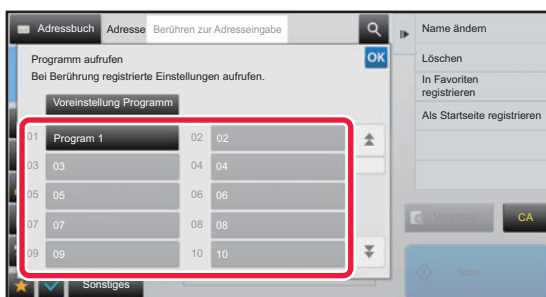 Adressbuch Adresse Berühren zur Adresseingabe
Name ändern
Programm aufrufen OK
Löschen
Bei Berührung registrierte Einstellungen aufrufen.
In Favoriten
registrieren
Voreinstellung Programm
Als Startseite registrieren
01 Program 1 02 02
03 03 04 04
05 05 06 06
07 07 08 08
Vorschau CA
09 09 10 10
Sonstiges
Start